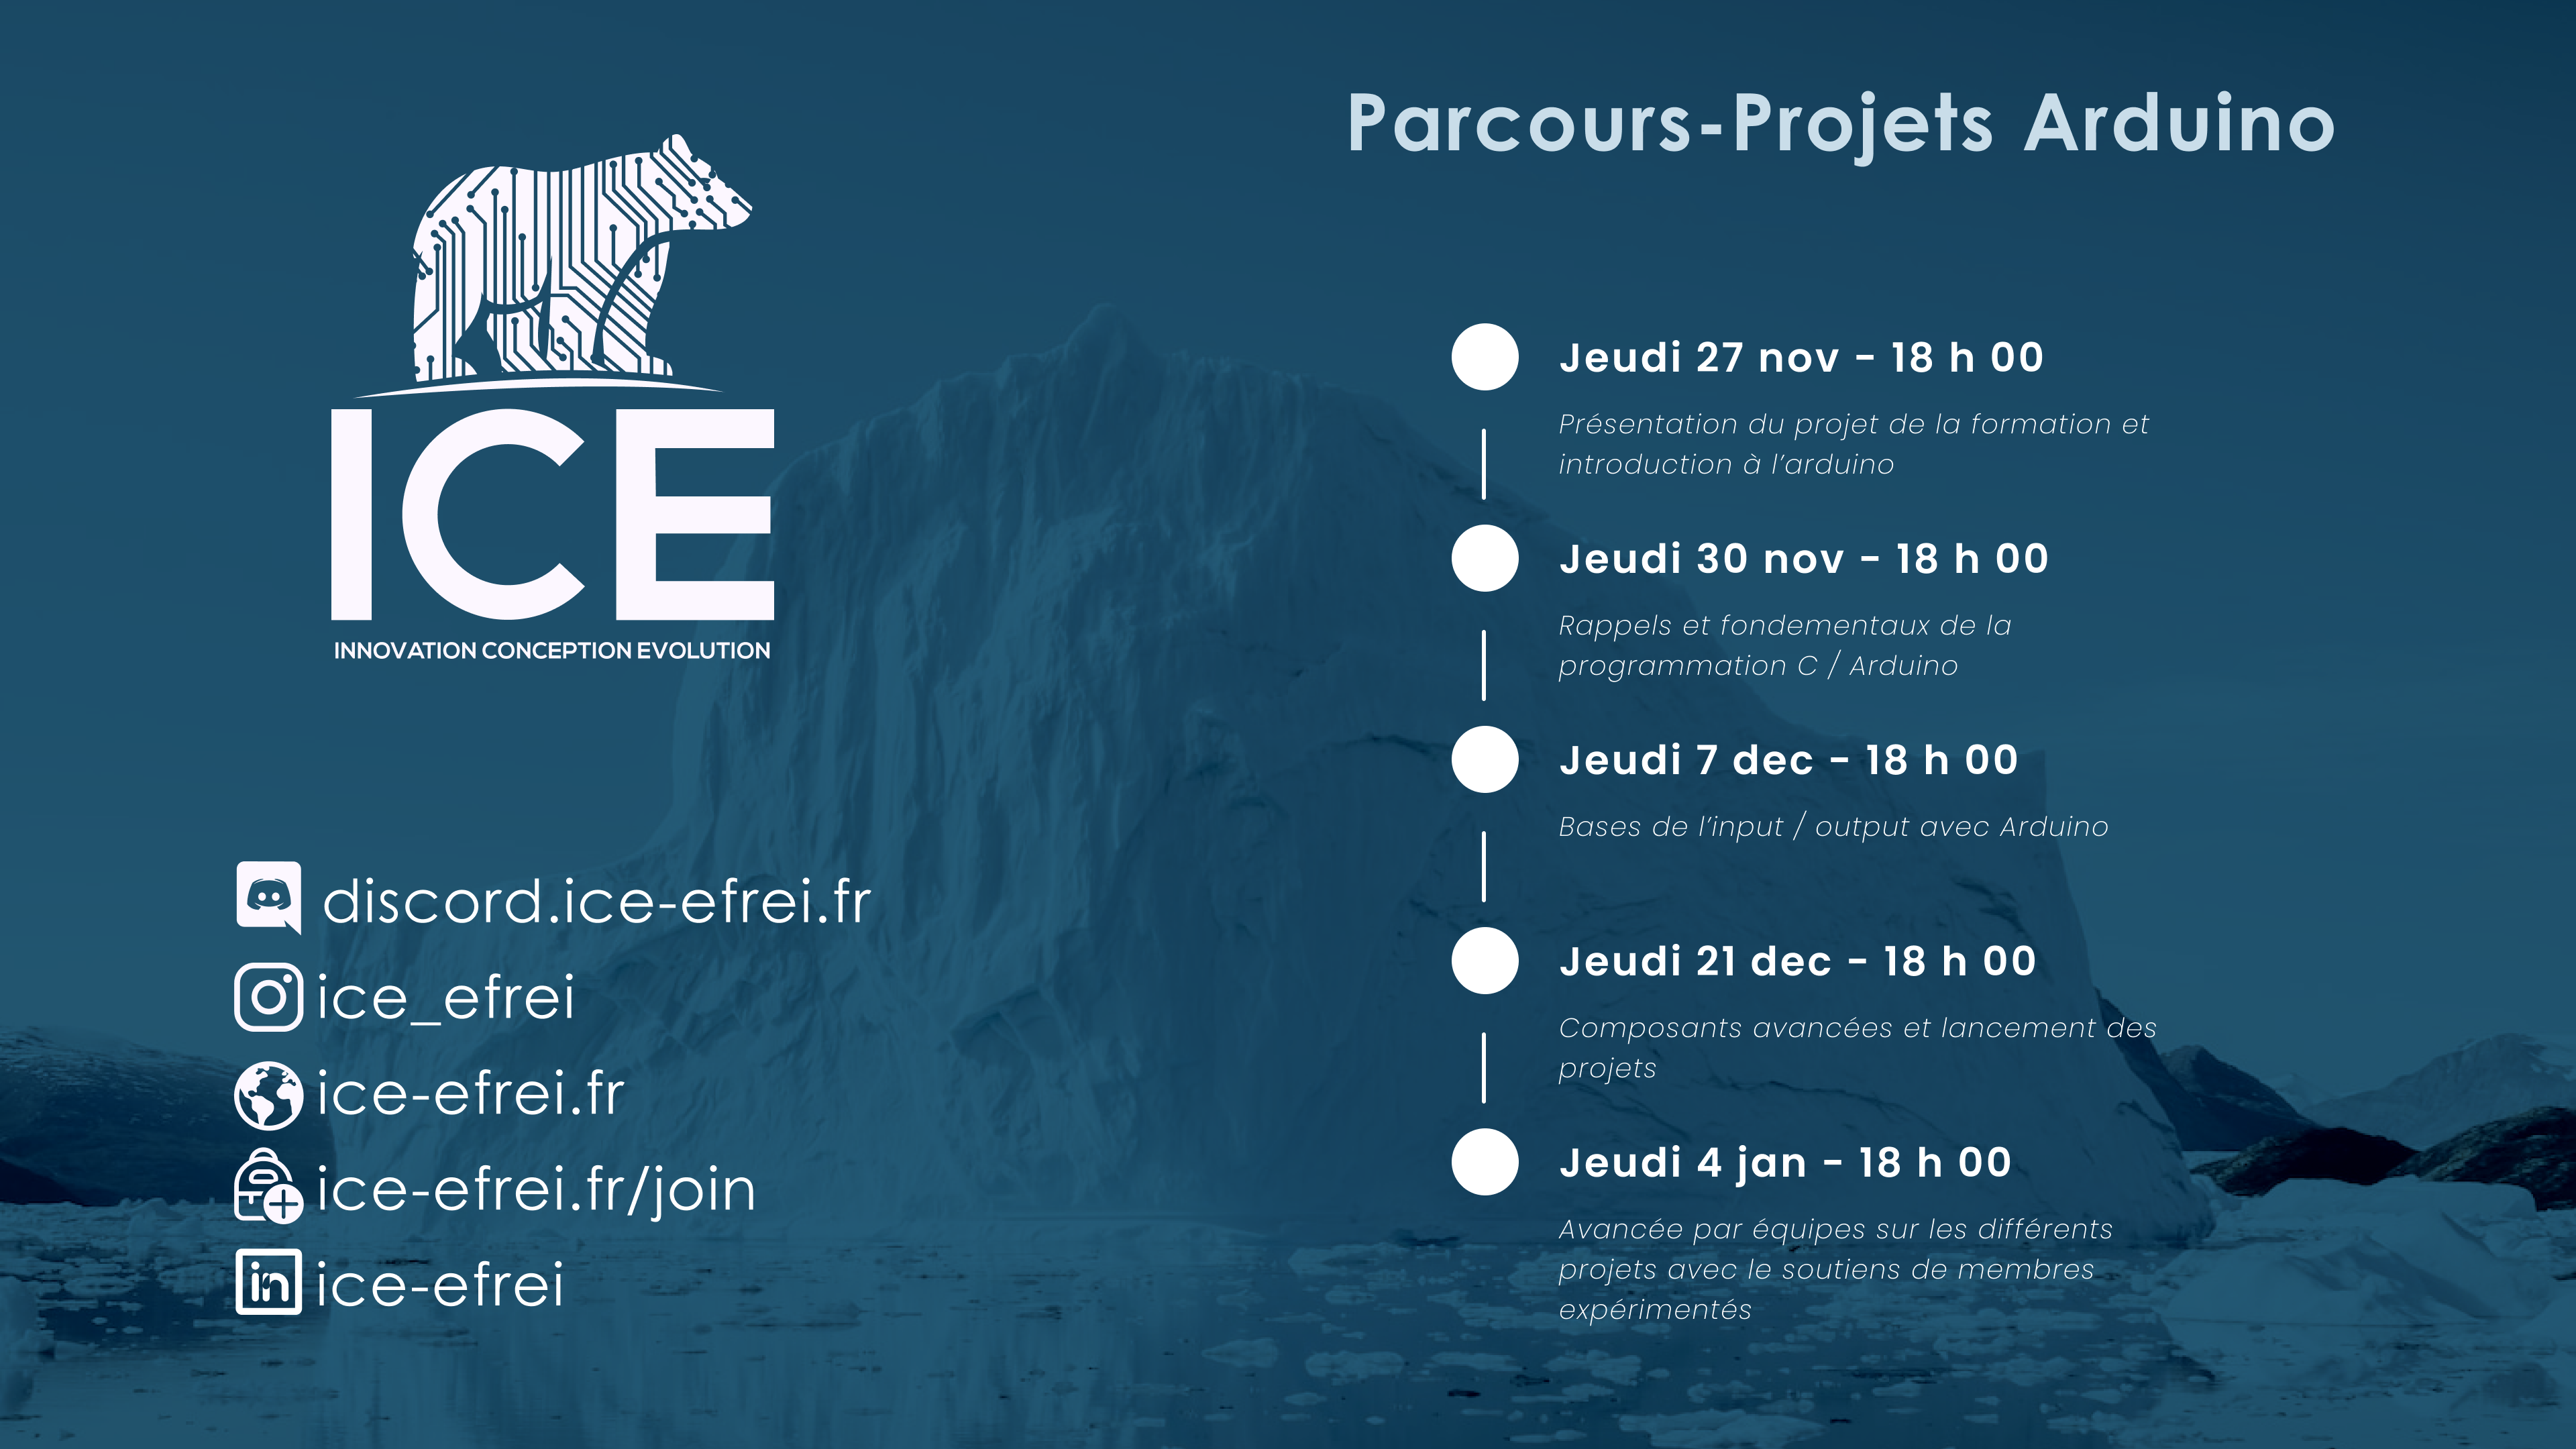 ICE
INNOVATION CONCEPTION EVOLUTION
discord.ice-efrei.fr
ice_efrei
ice-efrei.fr
ice-efrei.fr/join
in
ice-efrei
Parcours-Projets Arduino
Jeudi 27 nov - 18 h 00
Présentation du projet de la formation et
introduction à l’arduino
Jeudi 30 nov - 18 h 00
Rappels et fondementaux de la
programmation C / Arduino
Jeudi 7 dec - 18 h 00
Bases de l’input / output avec Arduino
Jeudi 21 dec - 18 h 00
Composants avancées et lancement des
projets
Jeudi 4 jan - 18 h 00
Avancée par équipes sur les différents
projets avec le soutiens de membres
expérimentés